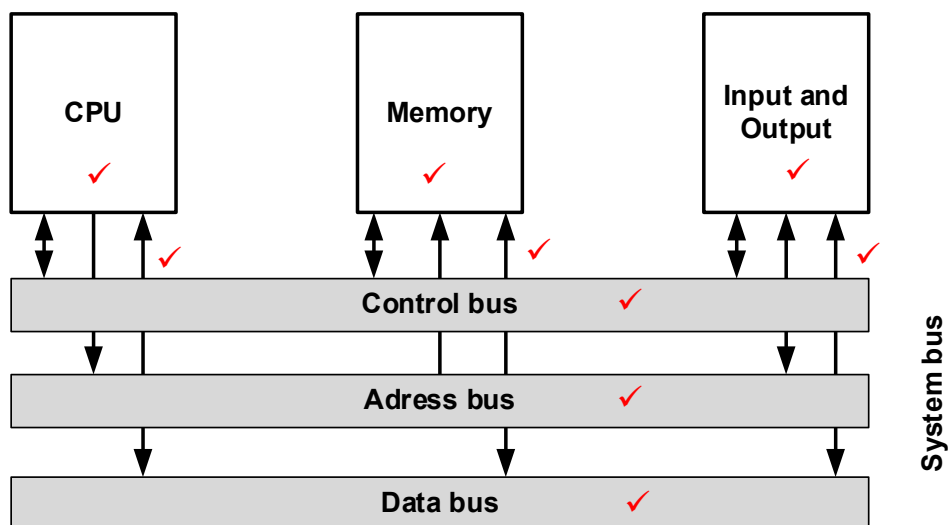 CPU
Memory
Input and
Output
Control bus
Adress bus
Data bus
System bus